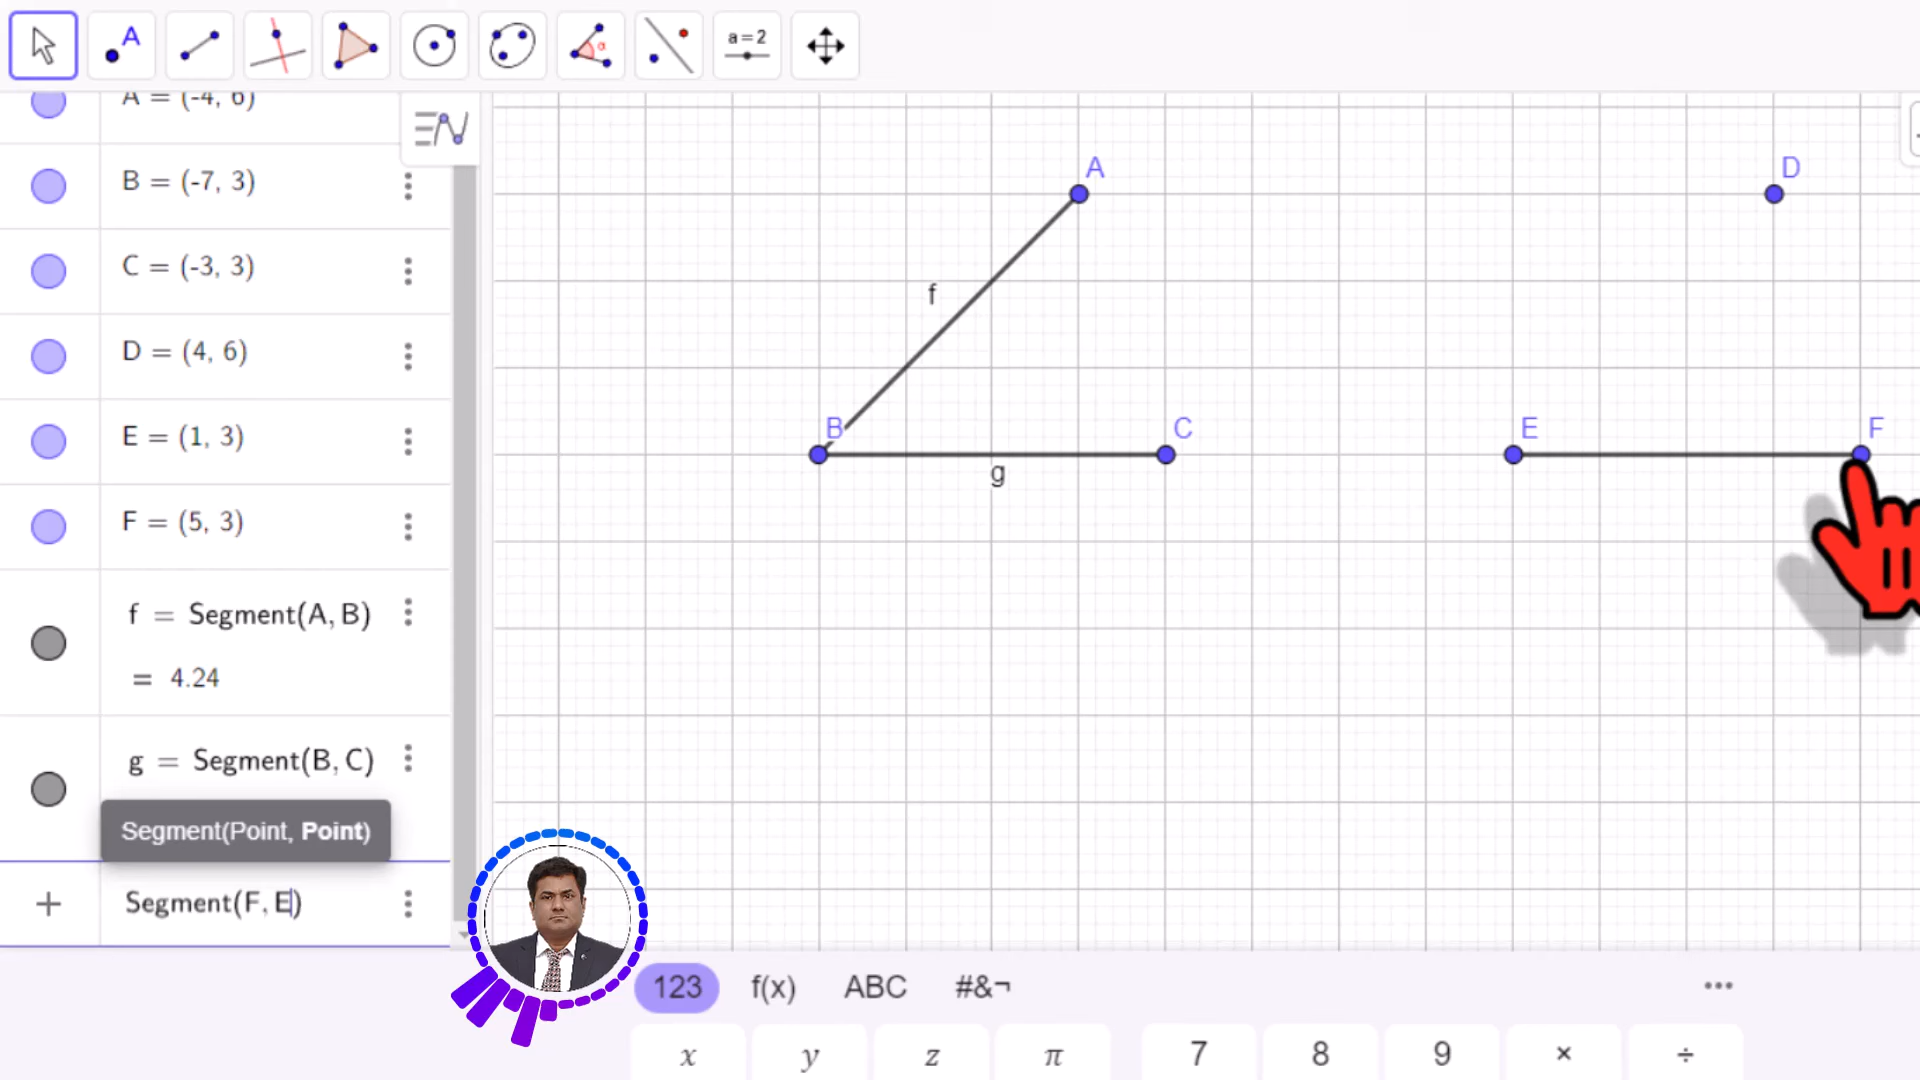 A
α
a = 2
A = (-4, 6)
B = (-7, 3)
C = (-3, 3)
D = (4, 6)
E = (1, 3)
F = (5, 3)
f = Segment(A, B)
= 4.24
g = Segment(B, C)
Segment(Point, Point)
+ Segment(F, E)
A
D
f
B
C
E
F
g
123 f(x) ABC #&¬ •••
x y z π 7 8 9 × ÷